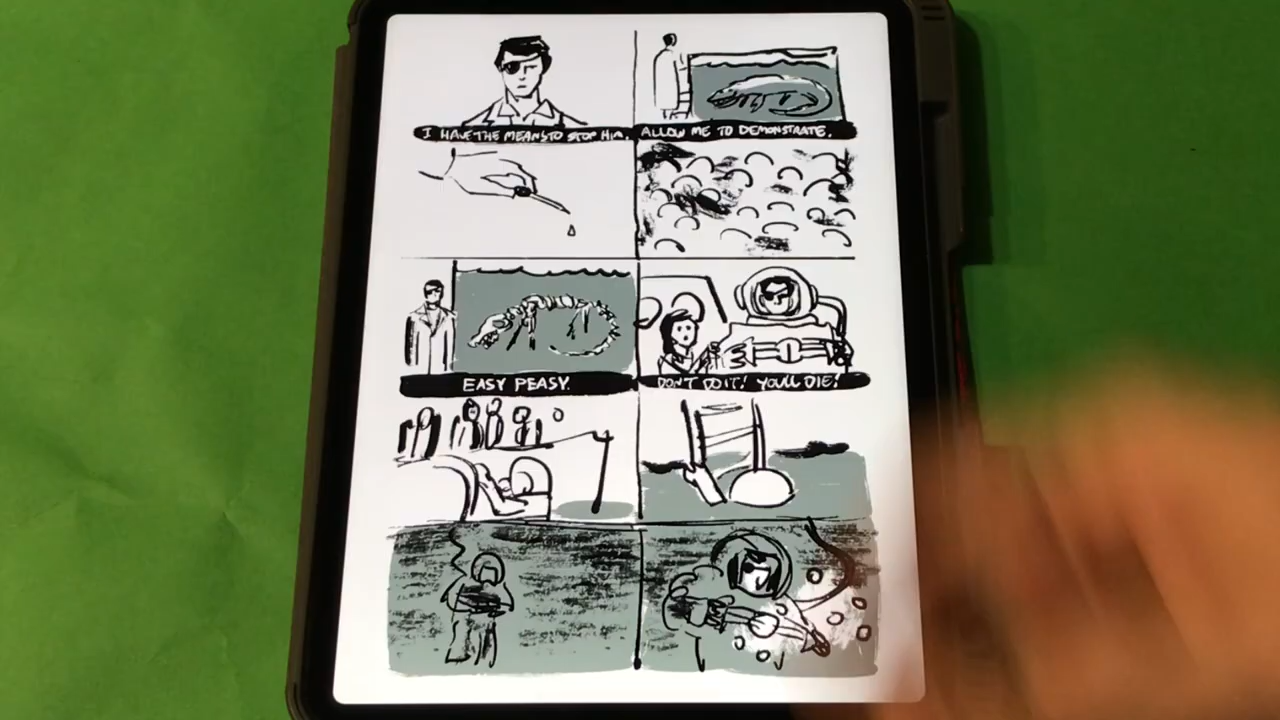 I HAVE THE MEANS TO STOP HIM.
ALLOW ME TO DEMONSTRATE.
EASY PEASY.
DON'T DO IT! YOU'LL DIE!